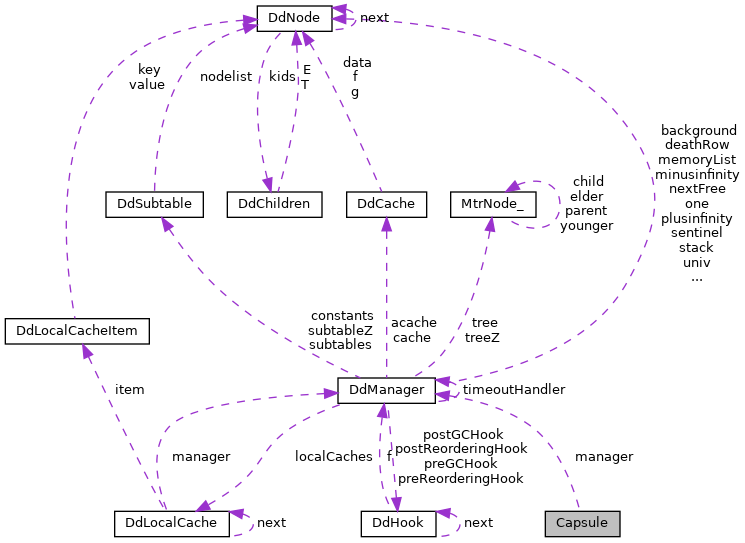 DdNode
next
key
value
nodelist
kids
E
T
data
f
g
background
deathRow
memoryList
minusinfinity
nextFree
one
plusinfinity
sentinel
stack
univ
...
DdSubtable
DdChildren
DdCache
MtrNode_
child
elder
parent
younger
DdLocalCacheItem
constants
subtableZ
subtables
acache
cache
tree
treeZ
DdManager
timeoutHandler
item
manager
localCaches
f
postGCHook
postReorderingHook
preGCHook
preReorderingHook
manager
DdLocalCache
next
DdHook
next
Capsule